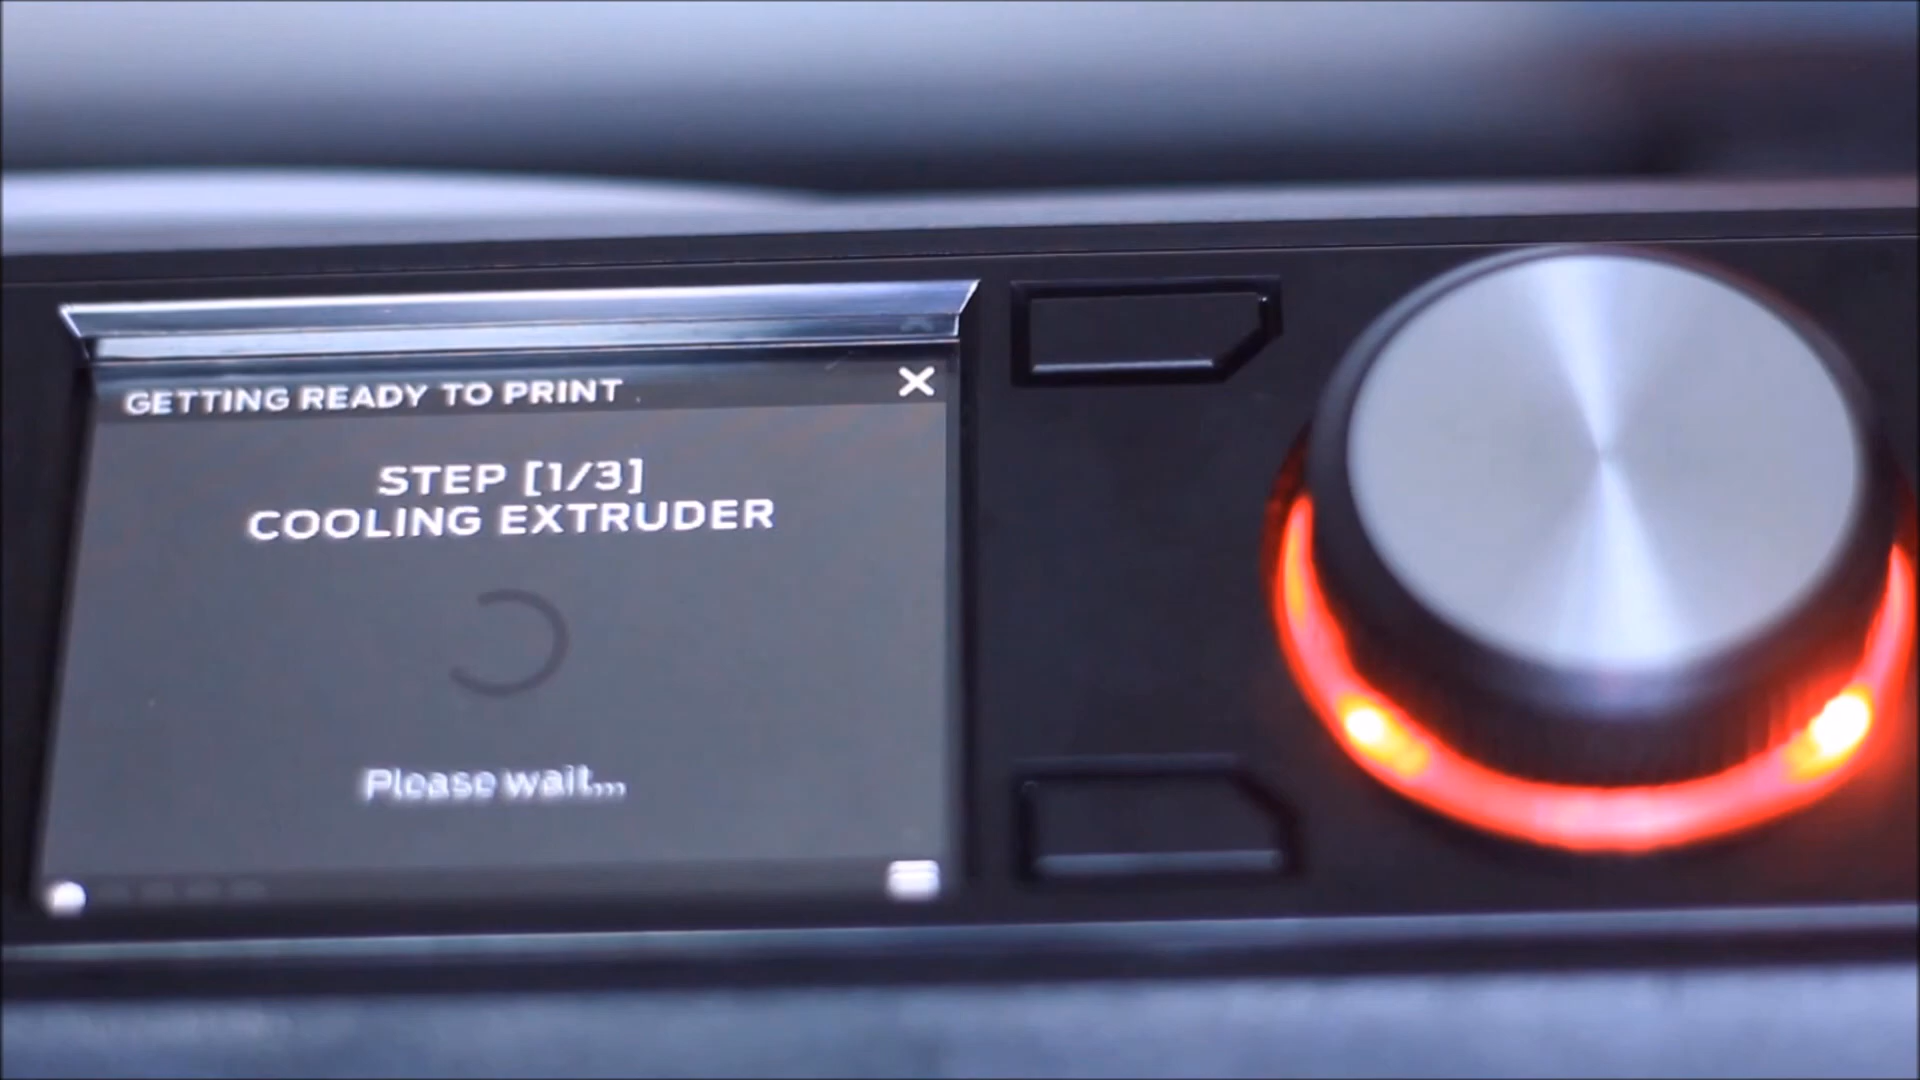 GETTING READY TO PRINT
STEP [1/3]
COOLING EXTRUDER
Please wait...